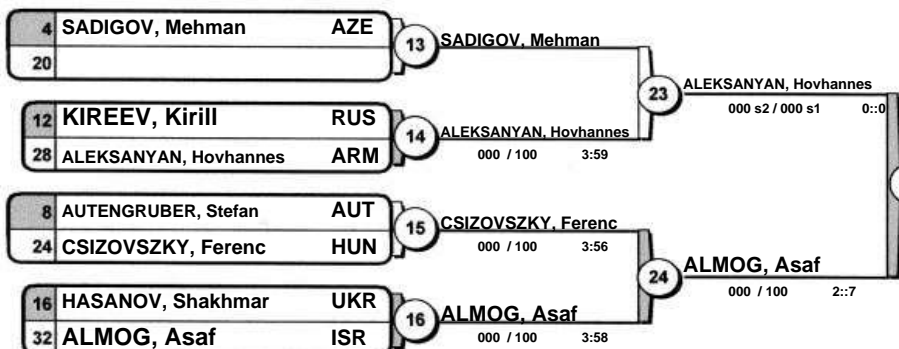 4 SADIGOV, Mehman AZE
20
13 SADIGOV, Mehman
12 KIREEV, Kirill RUS
28 ALEKSANYAN, Hovhannes ARM
14 ALEKSANYAN, Hovhannes
000 / 100 3:59
23 ALEKSANYAN, Hovhannes
000 s2 / 000 s1 0::0
8 AUTENGRUBER, Stefan AUT
24 CSIZOVSZKY, Ferenc HUN
15 CSIZOVSZKY, Ferenc
000 / 100 3:56
16 HASANOV, Shakhmar UKR
32 ALMOG, Asaf ISR
16 ALMOG, Asaf
000 / 100 3:58
24 ALMOG, Asaf
000 / 100 2::7